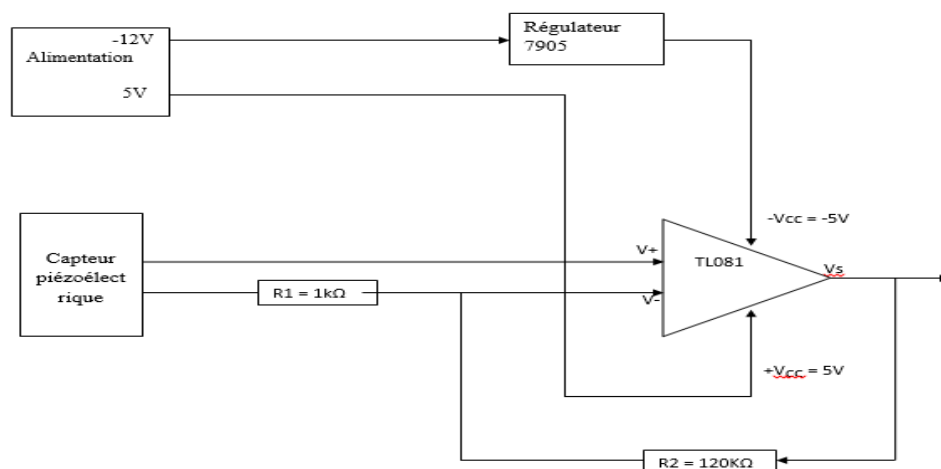 -12V
Alimentation
5V
Régulateur
7905
-Vcc = -5V
Capteur
piézoélect
rique
R1 = 1kΩ
V+
V-
TL081
Vs
+Vcc = 5V
R2 = 120KΩ